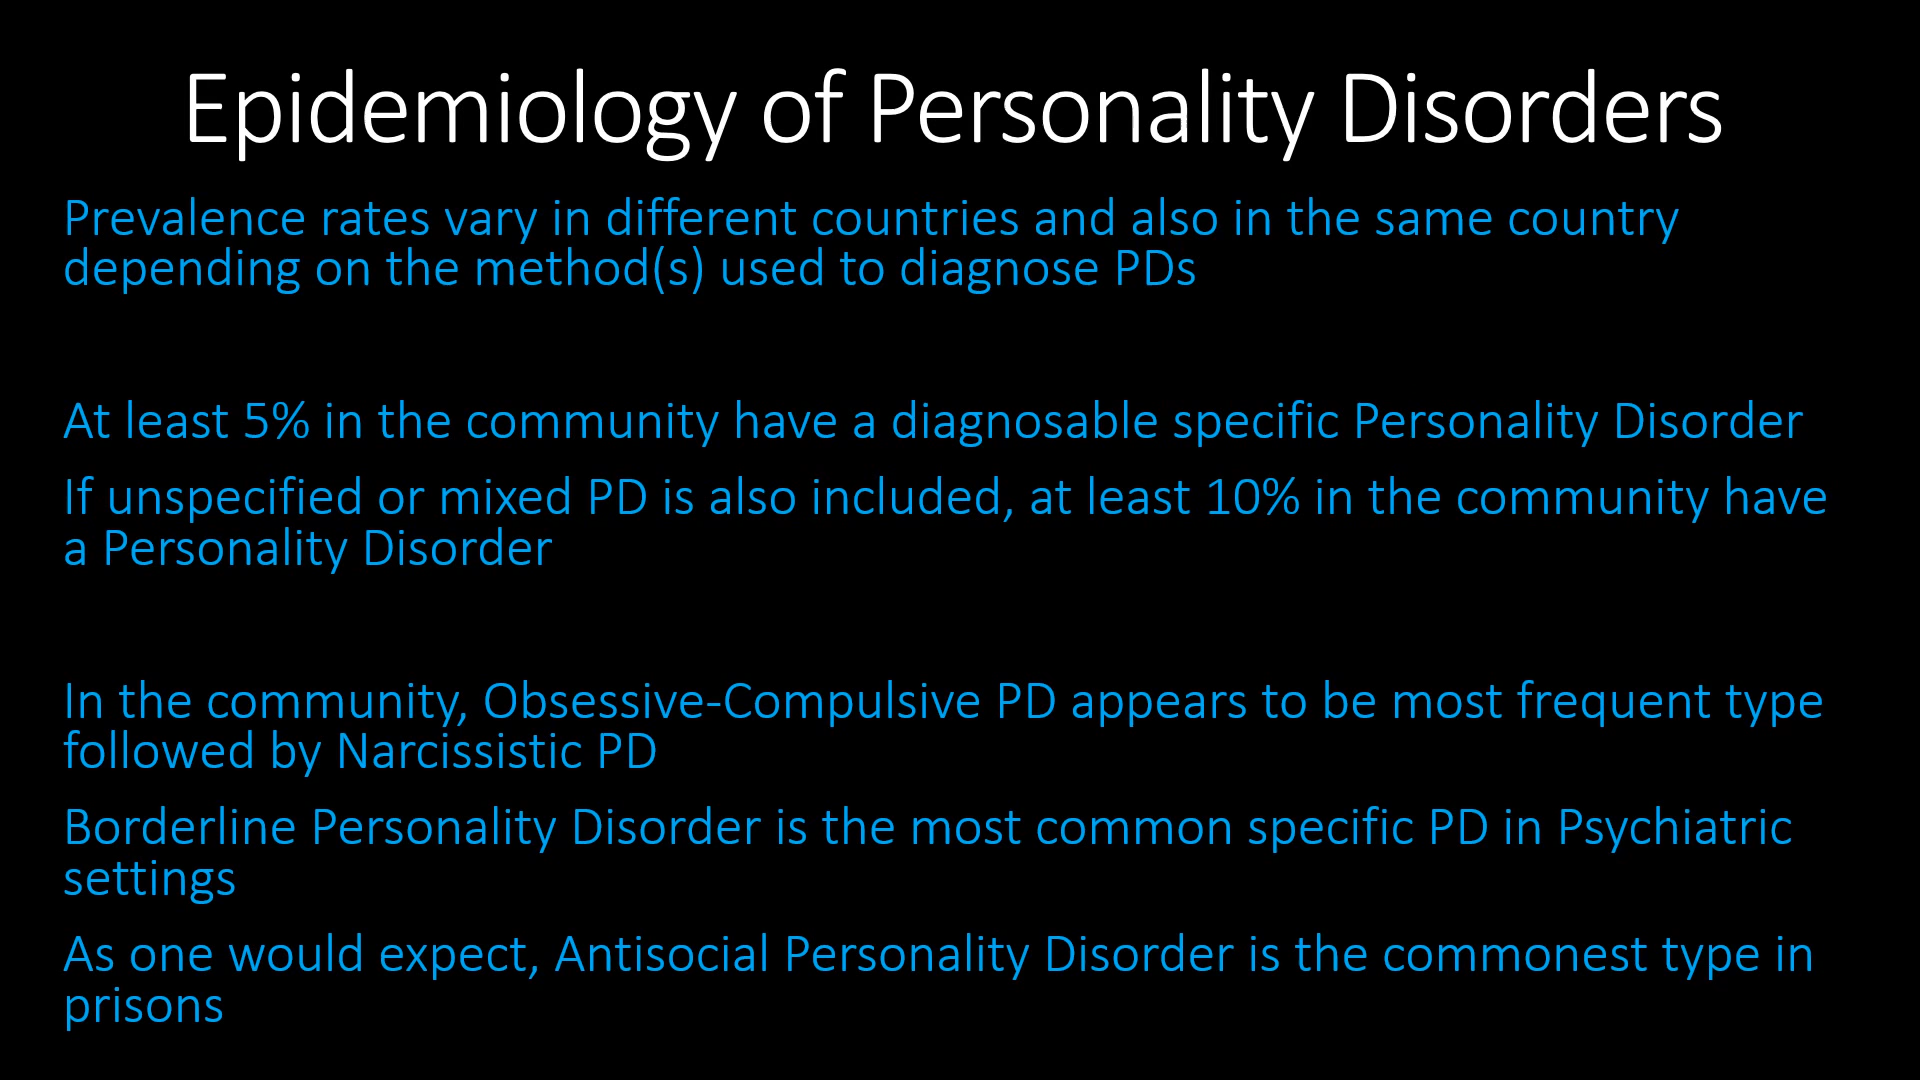 Epidemiology of Personality Disorders
Prevalence rates vary in different countries and also in the same country
depending on the method(s) used to diagnose PDs
At least 5% in the community have a diagnosable specific Personality Disorder
If unspecified or mixed PD is also included, at least 10% in the community have
a Personality Disorder
In the community, Obsessive-Compulsive PD appears to be most frequent type
followed by Narcissistic PD
Borderline Personality Disorder is the most common specific PD in Psychiatric
settings
As one would expect, Antisocial Personality Disorder is the commonest type in
prisons